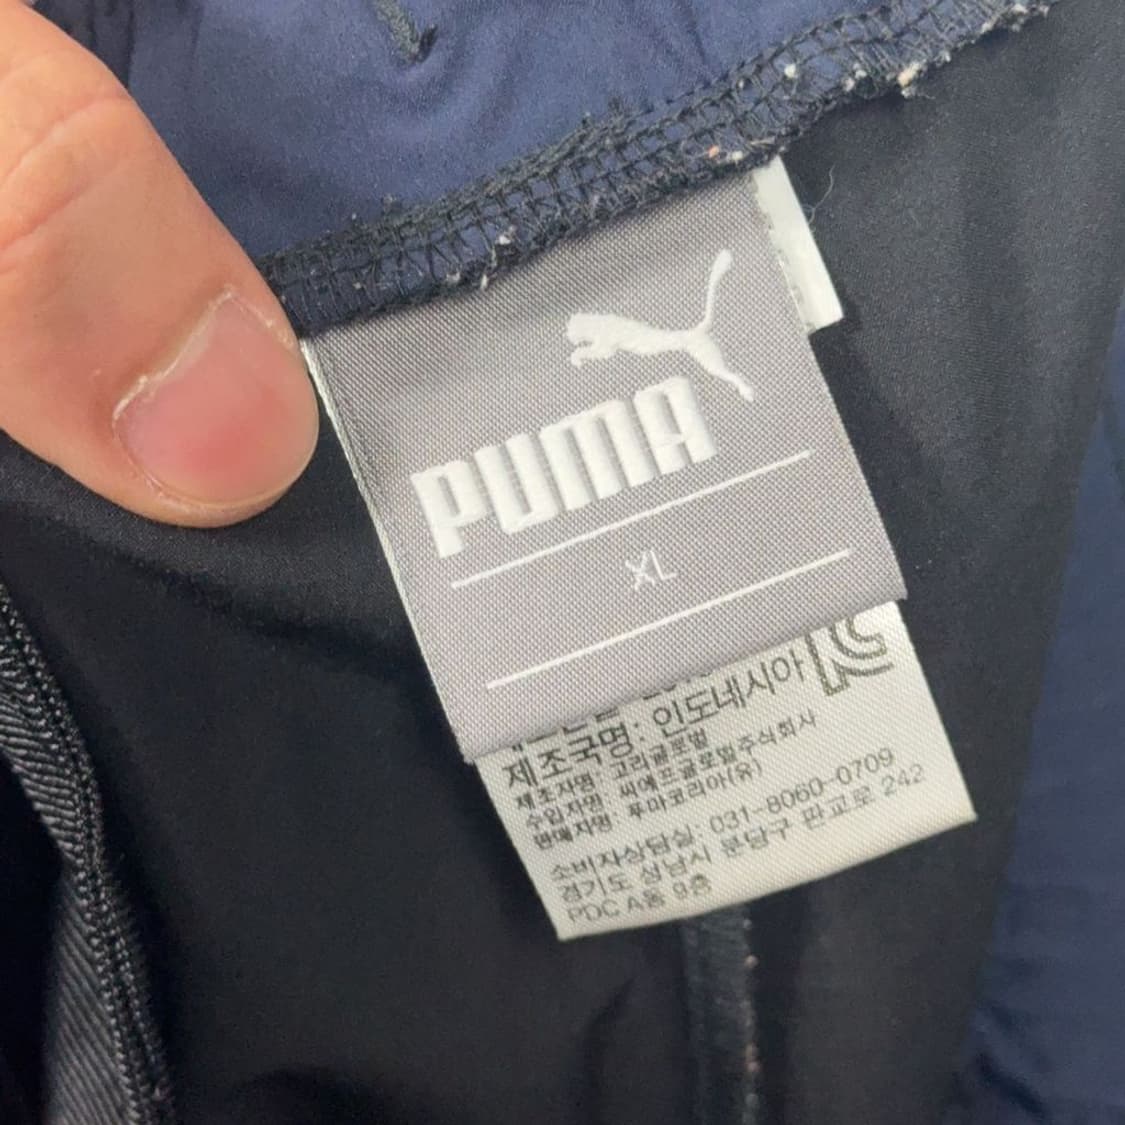 PUMA
XL
제조국명: 인도네시아
제조자명: 고리글로벌
수입자명: 씨에프글로벌주식회사
판매자명: 푸마코리아(유)
소비자상담실: 031-8060-0709
경기도 성남시 분당구 판교로 242
PDC A동 9층